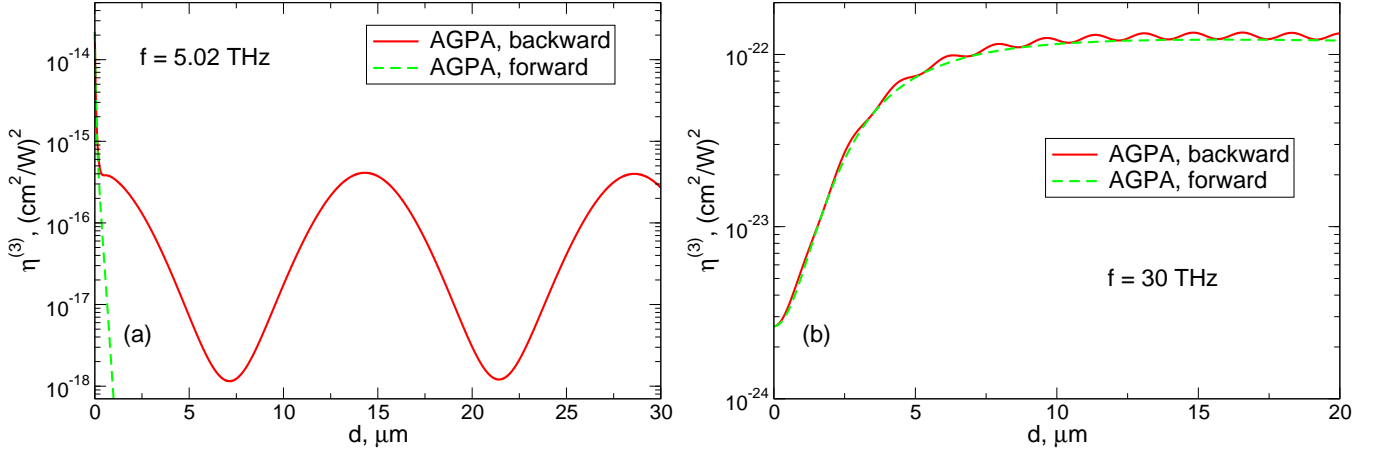 f = 5.02 THz
AGPA, backward
AGPA, forward
η^(3), (cm^2/W)^2
10^-14
10^-15
10^-16
10^-17
10^-18
(a)
0 5 10 15 20 25 30
d, μm
AGPA, backward
AGPA, forward
f = 30 THz
η^(3), (cm^2/W)^2
10^-22
10^-23
10^-24
(b)
0 5 10 15 20
d, μm